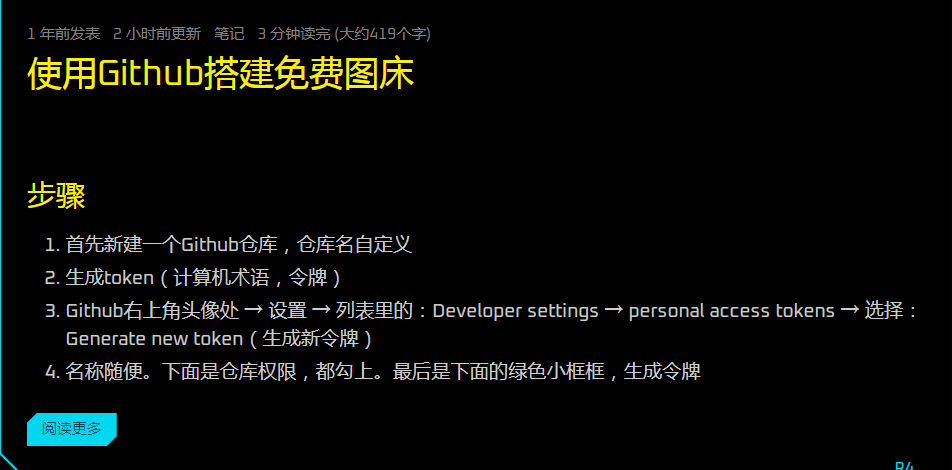 1 年前发表 2 小时前更新 笔记 3 分钟读完 (大约419个字)
使用Github搭建免费图床
步骤
1. 首先新建一个Github仓库，仓库名自定义
2. 生成token（计算机术语，令牌）
3. Github右上角头像处 → 设置 → 列表里的：Developer settings → personal access tokens → 选择：
Generate new token（生成新令牌）
4. 名称随便。下面是仓库权限，都勾上。最后是下面的绿色小框框，生成令牌
阅读更多